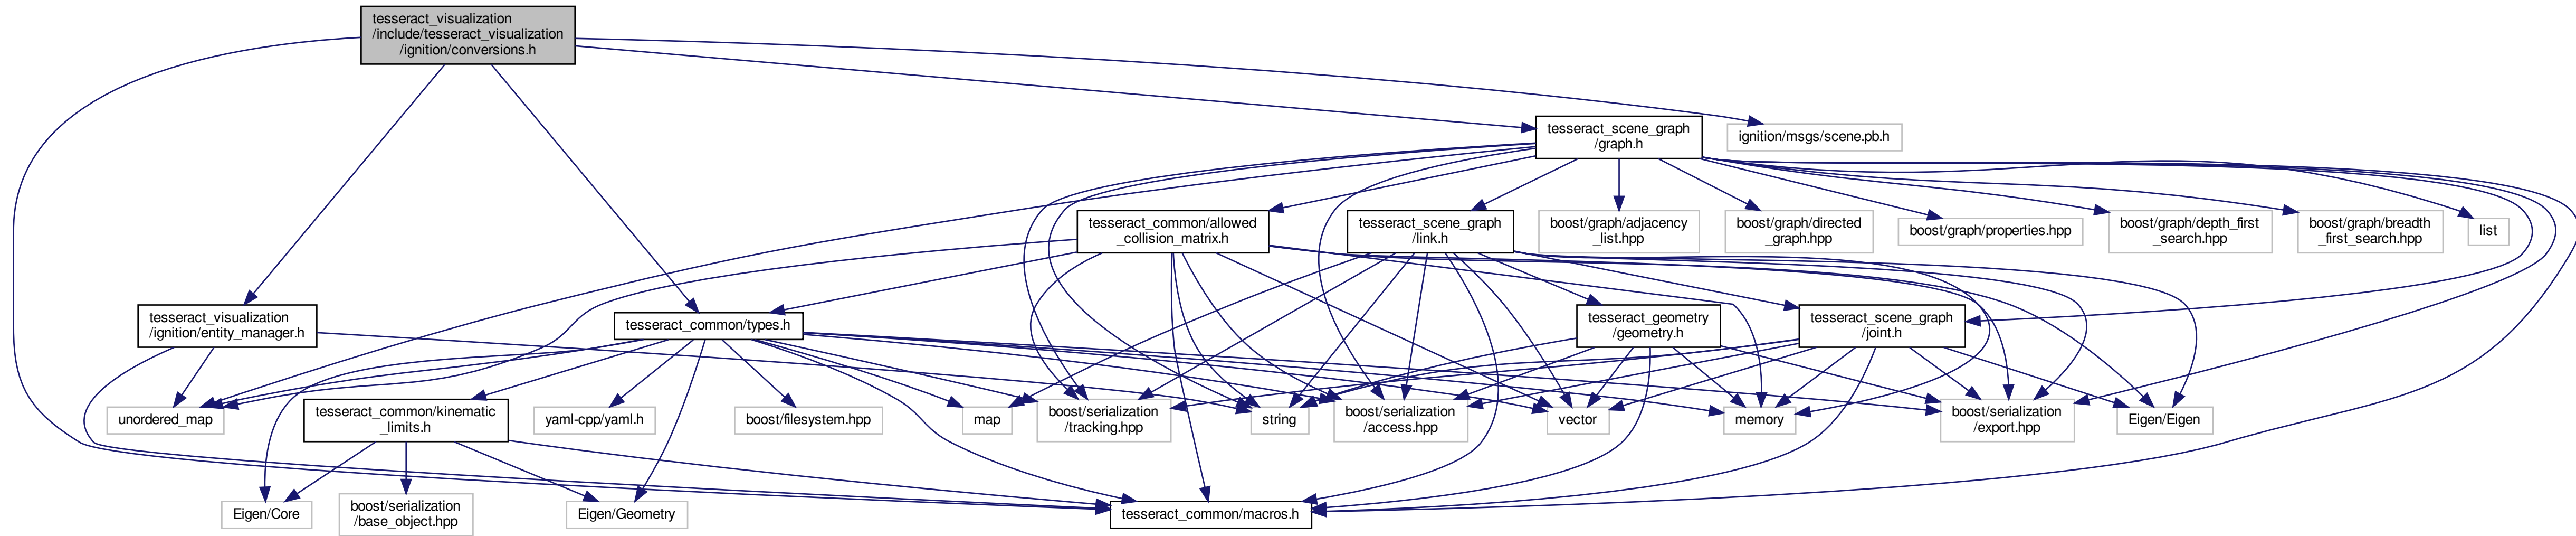 tesseract_visualization
/include/tesseract_visualization
/ignition/conversions.h
tesseract_scene_graph
/graph.h
ignition/msgs/scene.pb.h
tesseract_common/allowed
_collision_matrix.h
tesseract_scene_graph
/link.h
boost/graph/adjacency
_list.hpp
boost/graph/directed
_graph.hpp
boost/graph/properties.hpp
boost/graph/depth_first
_search.hpp
boost/graph/breadth
_first_search.hpp
list
tesseract_visualization
/ignition/entity_manager.h
tesseract_common/types.h
tesseract_geometry
/geometry.h
tesseract_scene_graph
/joint.h
unordered_map
tesseract_common/kinematic
_limits.h
yaml-cpp/yaml.h
boost/filesystem.hpp
map
boost/serialization
/tracking.hpp
string
boost/serialization
/access.hpp
vector
memory
boost/serialization
/export.hpp
Eigen/Eigen
Eigen/Core
boost/serialization
/base_object.hpp
Eigen/Geometry
tesseract_common/macros.h